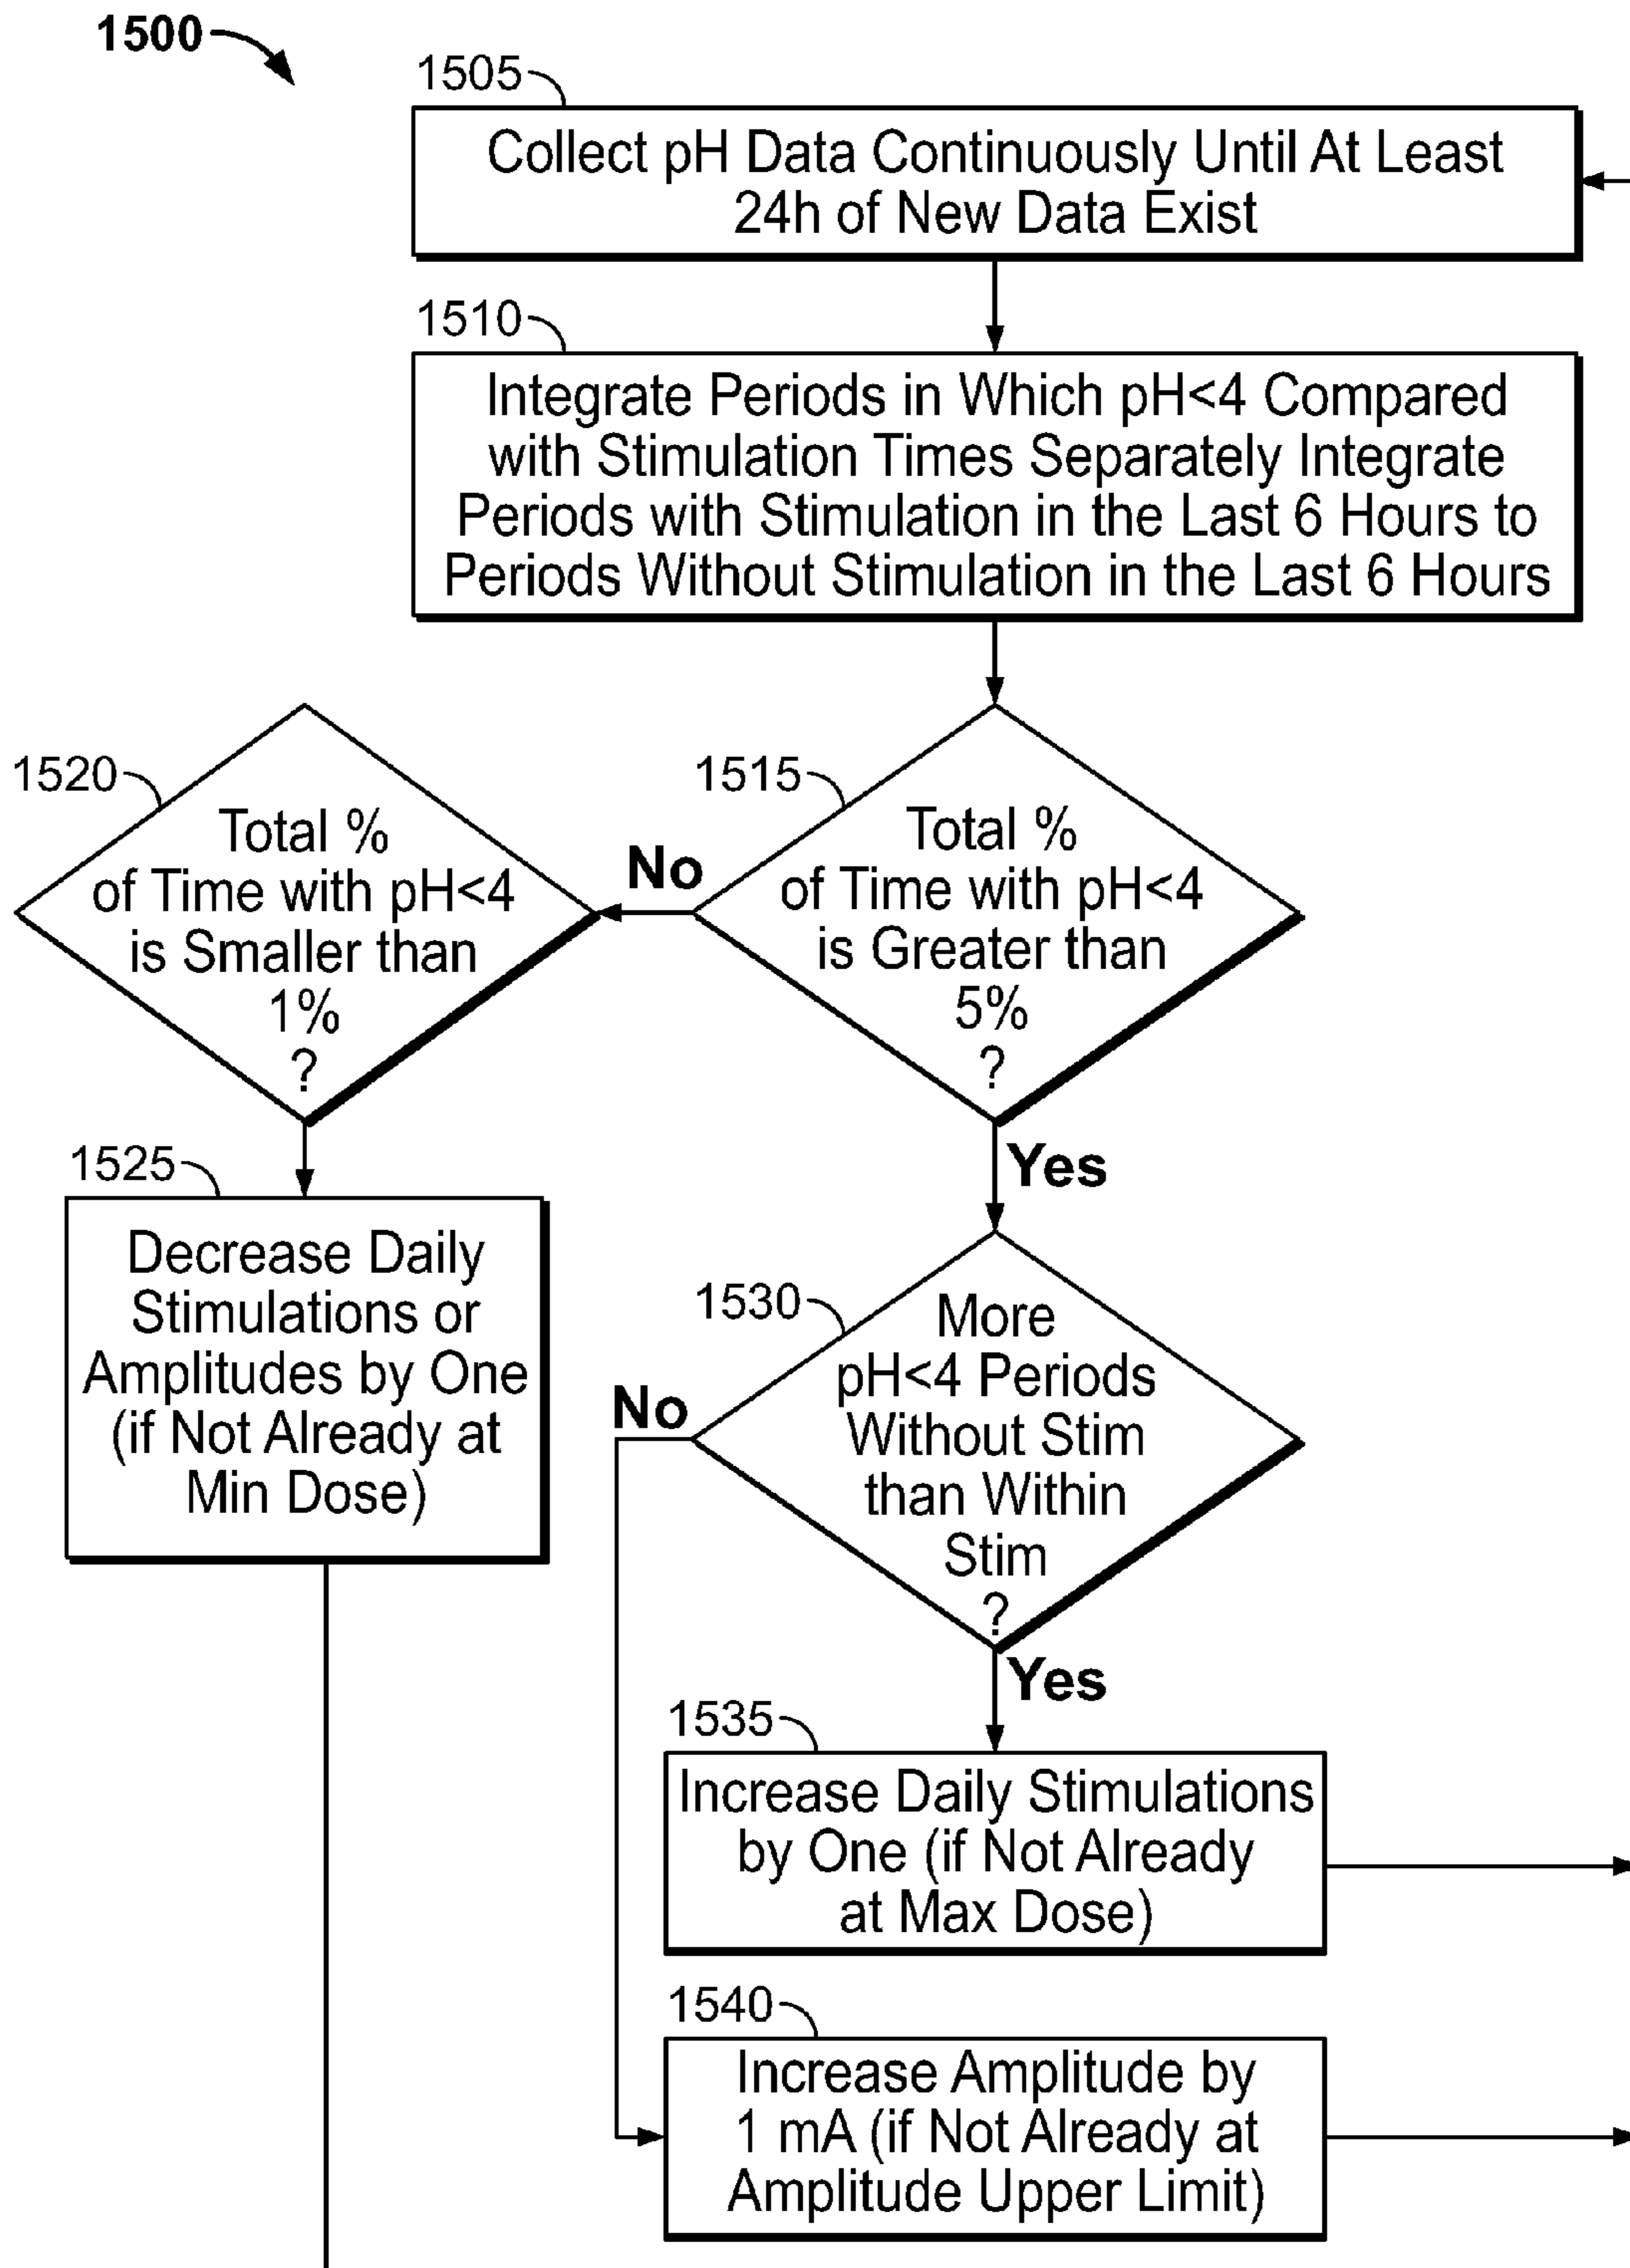 1500
1505
Collect pH Data Continuously Until At Least
24h of New Data Exist
1510
Integrate Periods in Which pH<4 Compared
with Stimulation Times Separately Integrate
Periods with Stimulation in the Last 6 Hours to
Periods Without Stimulation in the Last 6 Hours
1520
Total %
of Time with pH<4
is Smaller than
1%
?
No
1515
Total %
of Time with pH<4
is Greater than
5%
?
Yes
1525
Decrease Daily
Stimulations or
Amplitudes by One
(if Not Already at
Min Dose)
1530
More
pH<4 Periods
Without Stim
than Within
Stim
?
No
Yes
1535
Increase Daily Stimulations
by One (if Not Already
at Max Dose)
1540
Increase Amplitude by
1 mA (if Not Already at
Amplitude Upper Limit)